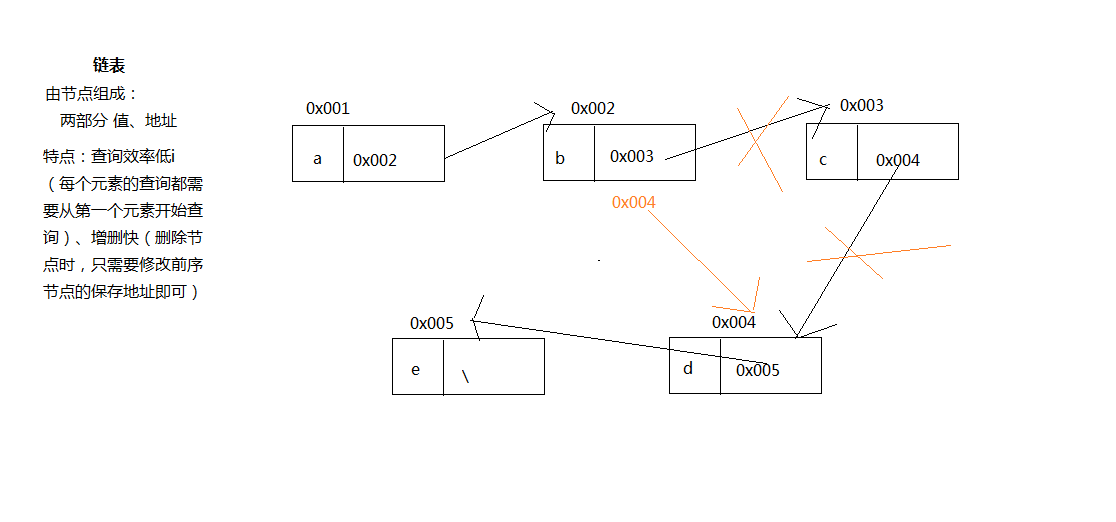 链表
由节点组成：
两部分 值、地址
特点：查询效率低i
（每个元素的查询都需
要从第一个元素开始查
询）、增删快（删除节
点时，只需要修改前序
节点的保存地址即可）
0x001
a 0x002
0x002
b 0x003
0x003
c 0x004
0x004
0x004
d 0x005
0x005
e \